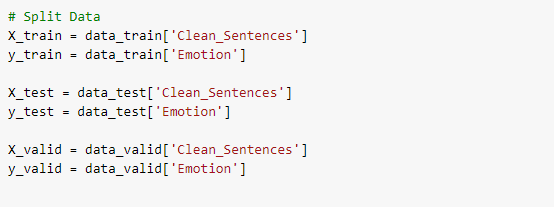 # Split Data
X_train = data_train['Clean_Sentences']
y_train = data_train['Emotion']
X_test = data_test['Clean_Sentences']
y_test = data_test['Emotion']
X_valid = data_valid['Clean_Sentences']
y_valid = data_valid['Emotion']